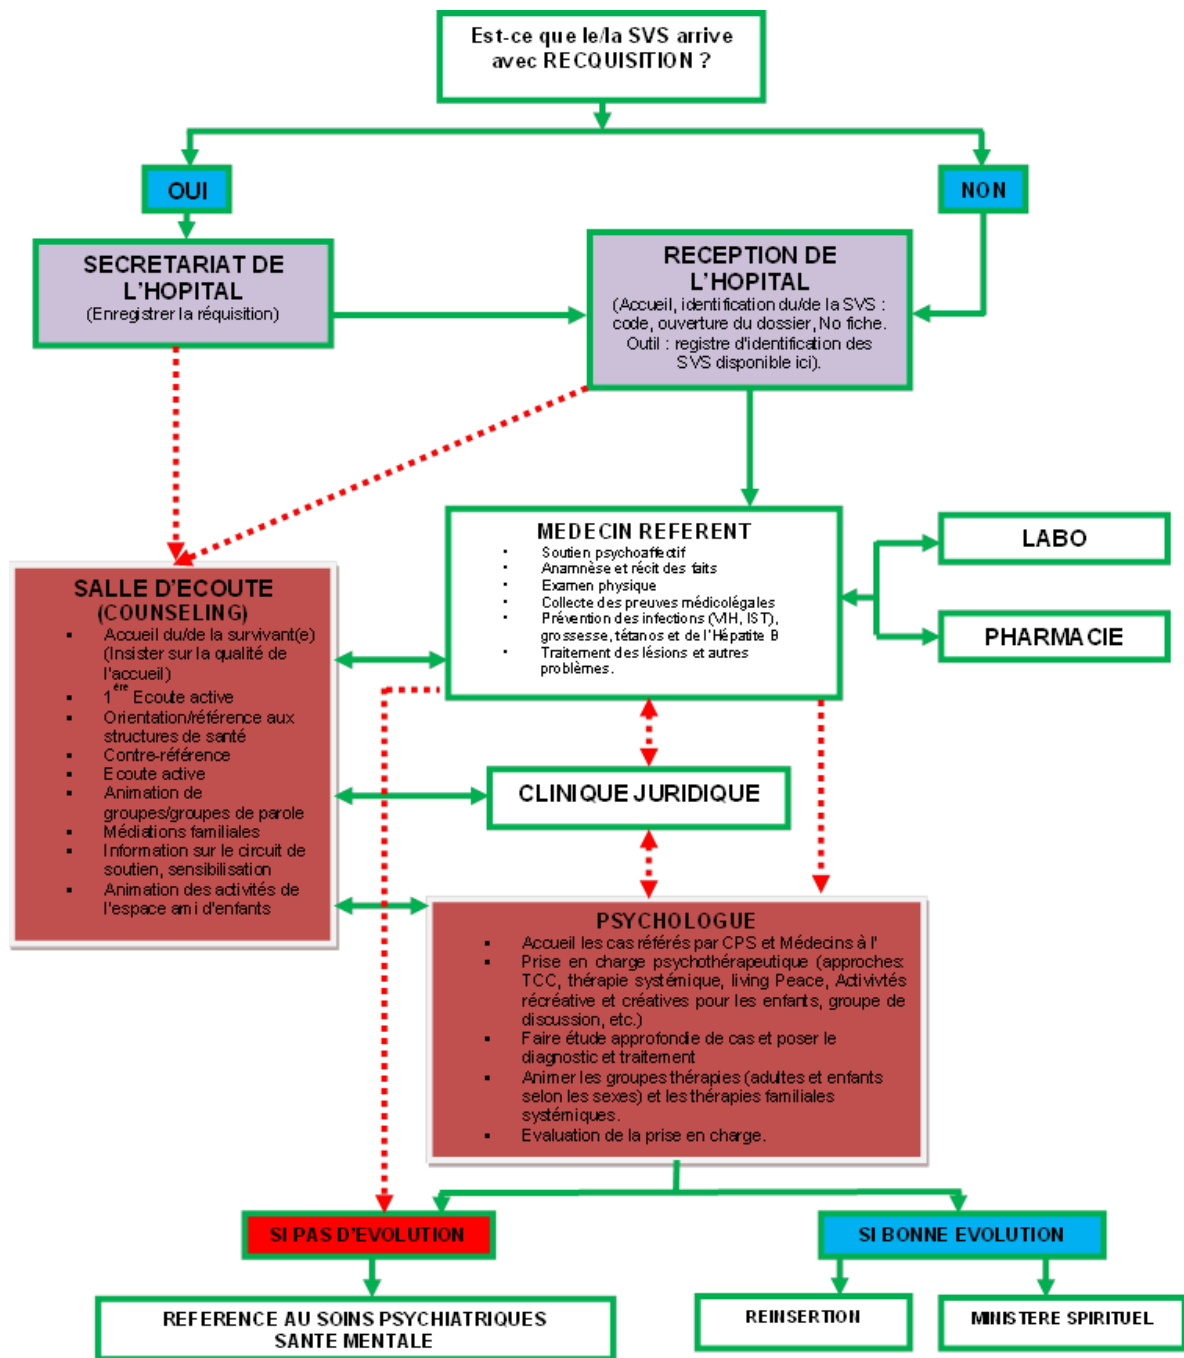 Est-ce que le/la SVS arrive
avec RECQUISITION ?
OUI
NON
SECRETARIAT DE
L'HOPITAL
(Enregistrer la réquisition)
RECEPTION DE
L'HOPITAL
(Accueil, identification du/de la SVS :
code, ouverture du dossier, No fiche.
Outil : registre d'identification des
SVS disponible ici).
MEDECIN REFERENT
▪ Soutien psychoaffectif
▪ Anamnèse et récit des faits
▪ Examen physique
▪ Collecte des preuves médicolégales
▪ Prévention des infections (VIH, IST),
grossesse, tétanos et de l'Hépatite B
▪ Traitement des lésions et autres
problèmes.
LABO
PHARMACIE
SALLE D'ECOUTE
(COUNSELING)
▪ Accueil du/de la survivant(e)
(Insister sur la qualité de
l'accueil)
▪ 1ère Ecoute active
▪ Orientation/référence aux
structures de santé
▪ Contre-référence
▪ Ecoute active
▪ Animation de
groupes/groupes de parole
▪ Médiations familiales
▪ Information sur le circuit de
soutien, sensibilisation
▪ Animation des activités de
l'espace ami d'enfants
CLINIQUE JURIDIQUE
PSYCHOLOGUE
▪ Accueil les cas référés par CPS et Médecins à l'
▪ Prise en charge psychothérapeutique (approches:
TCC, thérapie systémique, living Peace, Activivtés
récréative et créatives pour les enfants, groupe de
discussion, etc.)
▪ Faire étude approfondie de cas et poser le
diagnostic et traitement
▪ Animer les groupes thérapies (adultes et enfants
selon les sexes) et les thérapies familiales
systémiques.
▪ Evaluation de la prise en charge.
SI PAS D'EVOLUTION
SI BONNE EVOLUTION
REFERENCE AU SOINS PSYCHIATRIQUES
SANTE MENTALE
REINSERTION
MINISTERE SPIRITUEL